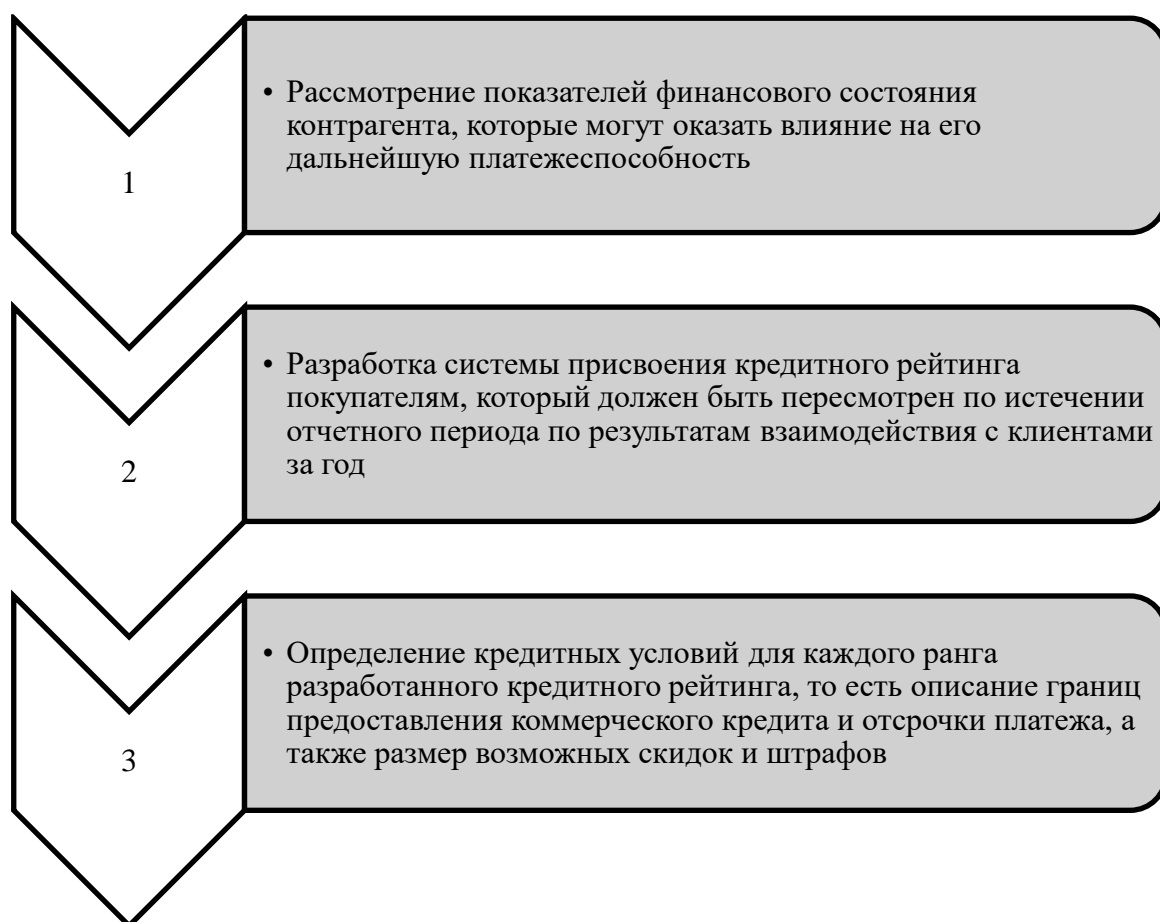 1
• Рассмотрение показателей финансового состояния
контрагента, которые могут оказать влияние на его
дальнейшую платежеспособность
2
• Разработка системы присвоения кредитного рейтинга
покупателям, который должен быть пересмотрен по истечении
отчетного периода по результатам взаимодействия с клиентами
за год
3
• Определение кредитных условий для каждого ранга
разработанного кредитного рейтинга, то есть описание границ
предоставления коммерческого кредита и отсрочки платежа, а
также размер возможных скидок и штрафов